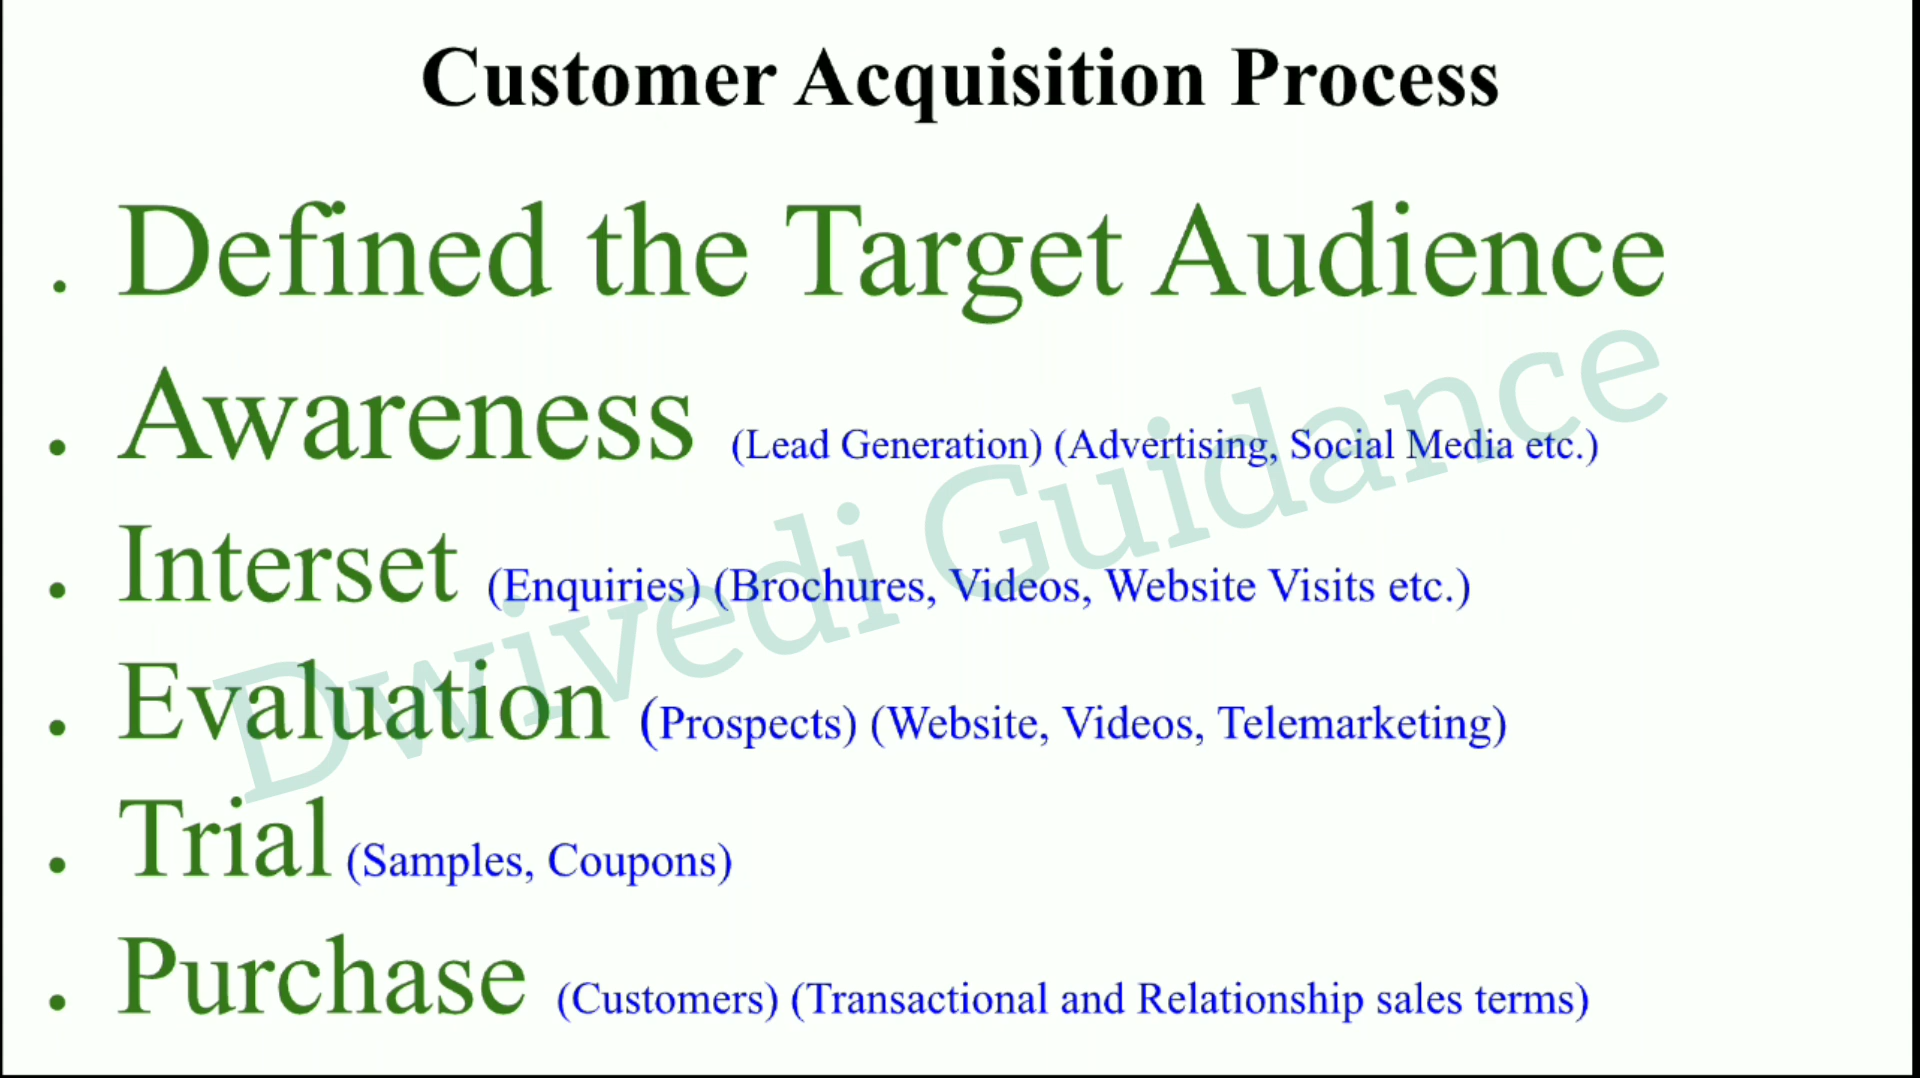 Customer Acquisition Process
. Defined the Target Audience
. Awareness (Lead Generation) (Advertising, Social Media etc.)
. Interset (Enquiries) (Brochures, Videos, Website Visits etc.)
. Evaluation (Prospects) (Website, Videos, Telemarketing)
. Trial (Samples, Coupons)
. Purchase (Customers) (Transactional and Relationship sales terms)
Dwivedi Guidance